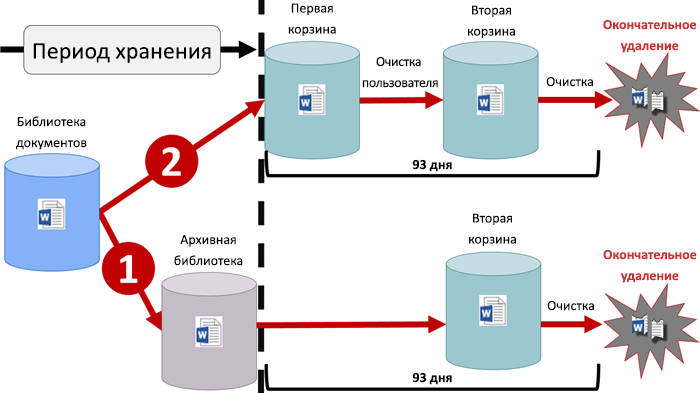 Период хранения
Первая
корзина
Вторая
корзина
Окончательное
удаление
Очистка
пользователя
Очистка
Библиотека
документов
2
93 дня
1
Архивная
библиотека
Вторая
корзина
Окончательное
удаление
Очистка
93 дня
W
W
W
W
W
W
W